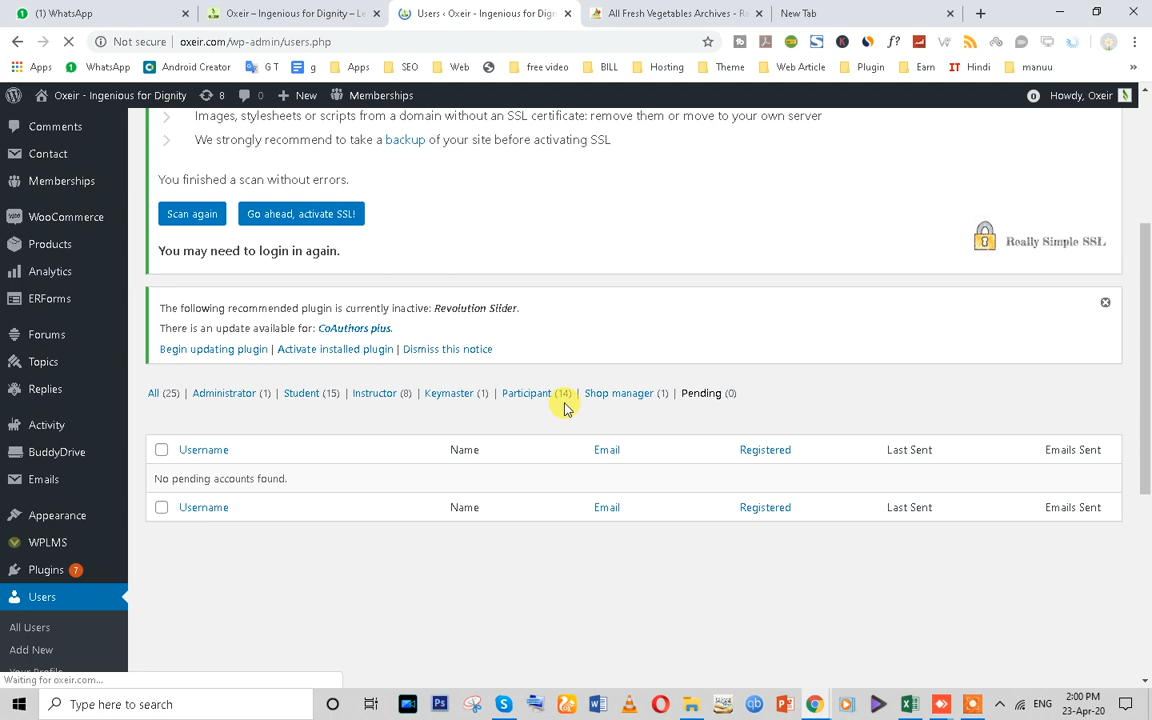 (1) WhatsApp
Oxeir – Ingenious for Dignity – Le
Users ‹ Oxeir - Ingenious for Dign
All Fresh Vegetables Archives - Ra
New Tab
Not secure | oxeir.com/wp-admin/users.php
Apps
WhatsApp
Android Creator
G T
g
Apps
SEO
Web
free video
BILL
Hosting
Theme
Web Article
Plugin
Earn
IT Hindi
manuu
Oxeir - Ingenious for Dignity
8
0
New
Memberships
0
Howdy, Oxeir
Comments
Contact
Memberships
WooCommerce
Products
Analytics
ERForms
Forums
Topics
Replies
Activity
BuddyDrive
Emails
Appearance
WPLMS
Plugins 7
Users
All Users
Add New
Your Profile
Waiting for oxeir.com...
Images, stylesheets or scripts from a domain without an SSL certificate: remove them or move to your own server
We strongly recommend to take a backup of your site before activating SSL
You finished a scan without errors.
Scan again
Go ahead, activate SSL!
You may need to login in again.
Really Simple SSL
The following recommended plugin is currently inactive: Revolution Slider.
There is an update available for: CoAuthors plus.
Begin updating plugin | Activate installed plugin | Dismiss this notice
All (25) | Administrator (1) | Student (15) | Instructor (8) | Keymaster (1) | Participant (14) | Shop manager (1) | Pending (0)
Username Name Email Registered Last Sent Emails Sent
No pending accounts found.
Username Name Email Registered Last Sent Emails Sent
Type here to search
ENG
2:00 PM
23-Apr-20